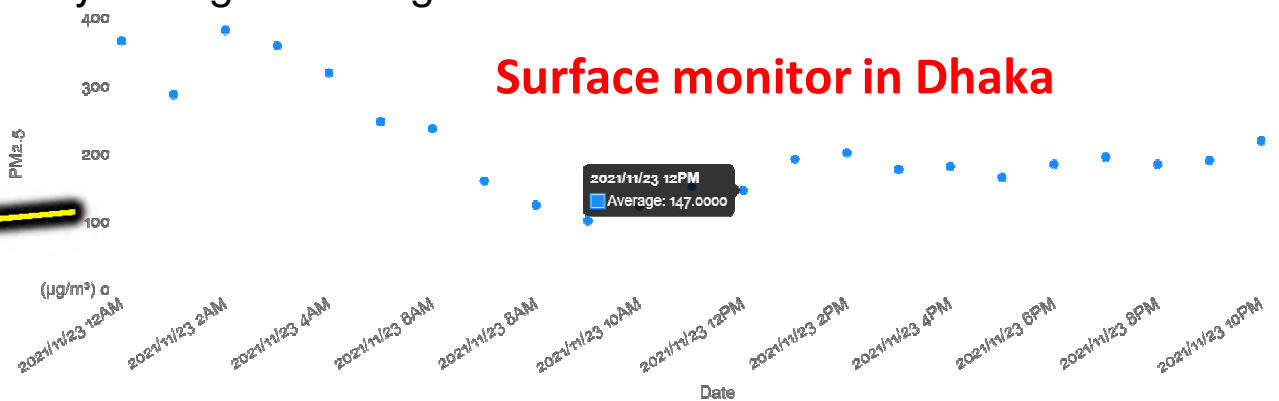 400
Surface monitor in Dhaka
300
PM2.5
200
2021/11/23 12PM
Average: 147.0000
100
(µg/m³) 0
2021/11/23 12AM
2021/11/23 2AM
2021/11/23 4AM
2021/11/23 6AM
2021/11/23 8AM
2021/11/23 10AM
2021/11/23 12PM
2021/11/23 2PM
2021/11/23 4PM
2021/11/23 6PM
2021/11/23 8PM
2021/11/23 10PM
Date